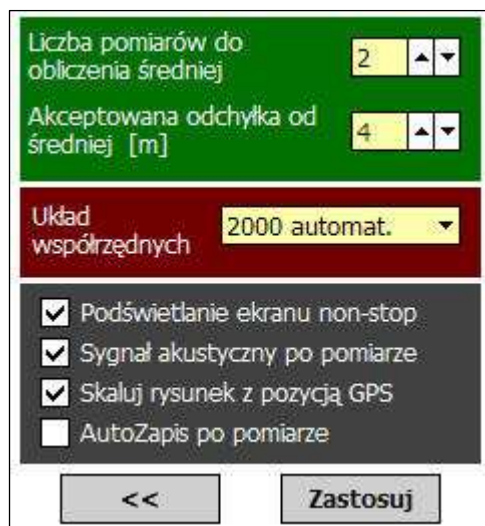 Liczba pomiarów do
obliczenia średniej
2
Akceptowana odchyłka od
średniej [m]
4
Układ
współrzędnych
2000 automat.
Podświetlanie ekranu non-stop
Sygnał akustyczny po pomiarze
Skaluj rysunek z pozycją GPS
AutoZapis po pomiarze
<< Zastosuj